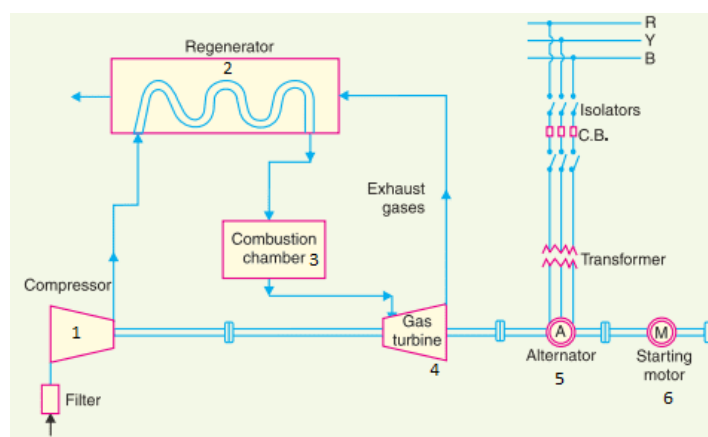 R
Y
B
Regenerator
2
Isolators
C.B.
Exhaust
gases
Combustion
chamber 3
Transformer
Compressor
1
Gas
turbine
4
A
Alternator
5
M
Starting
motor
6
Filter